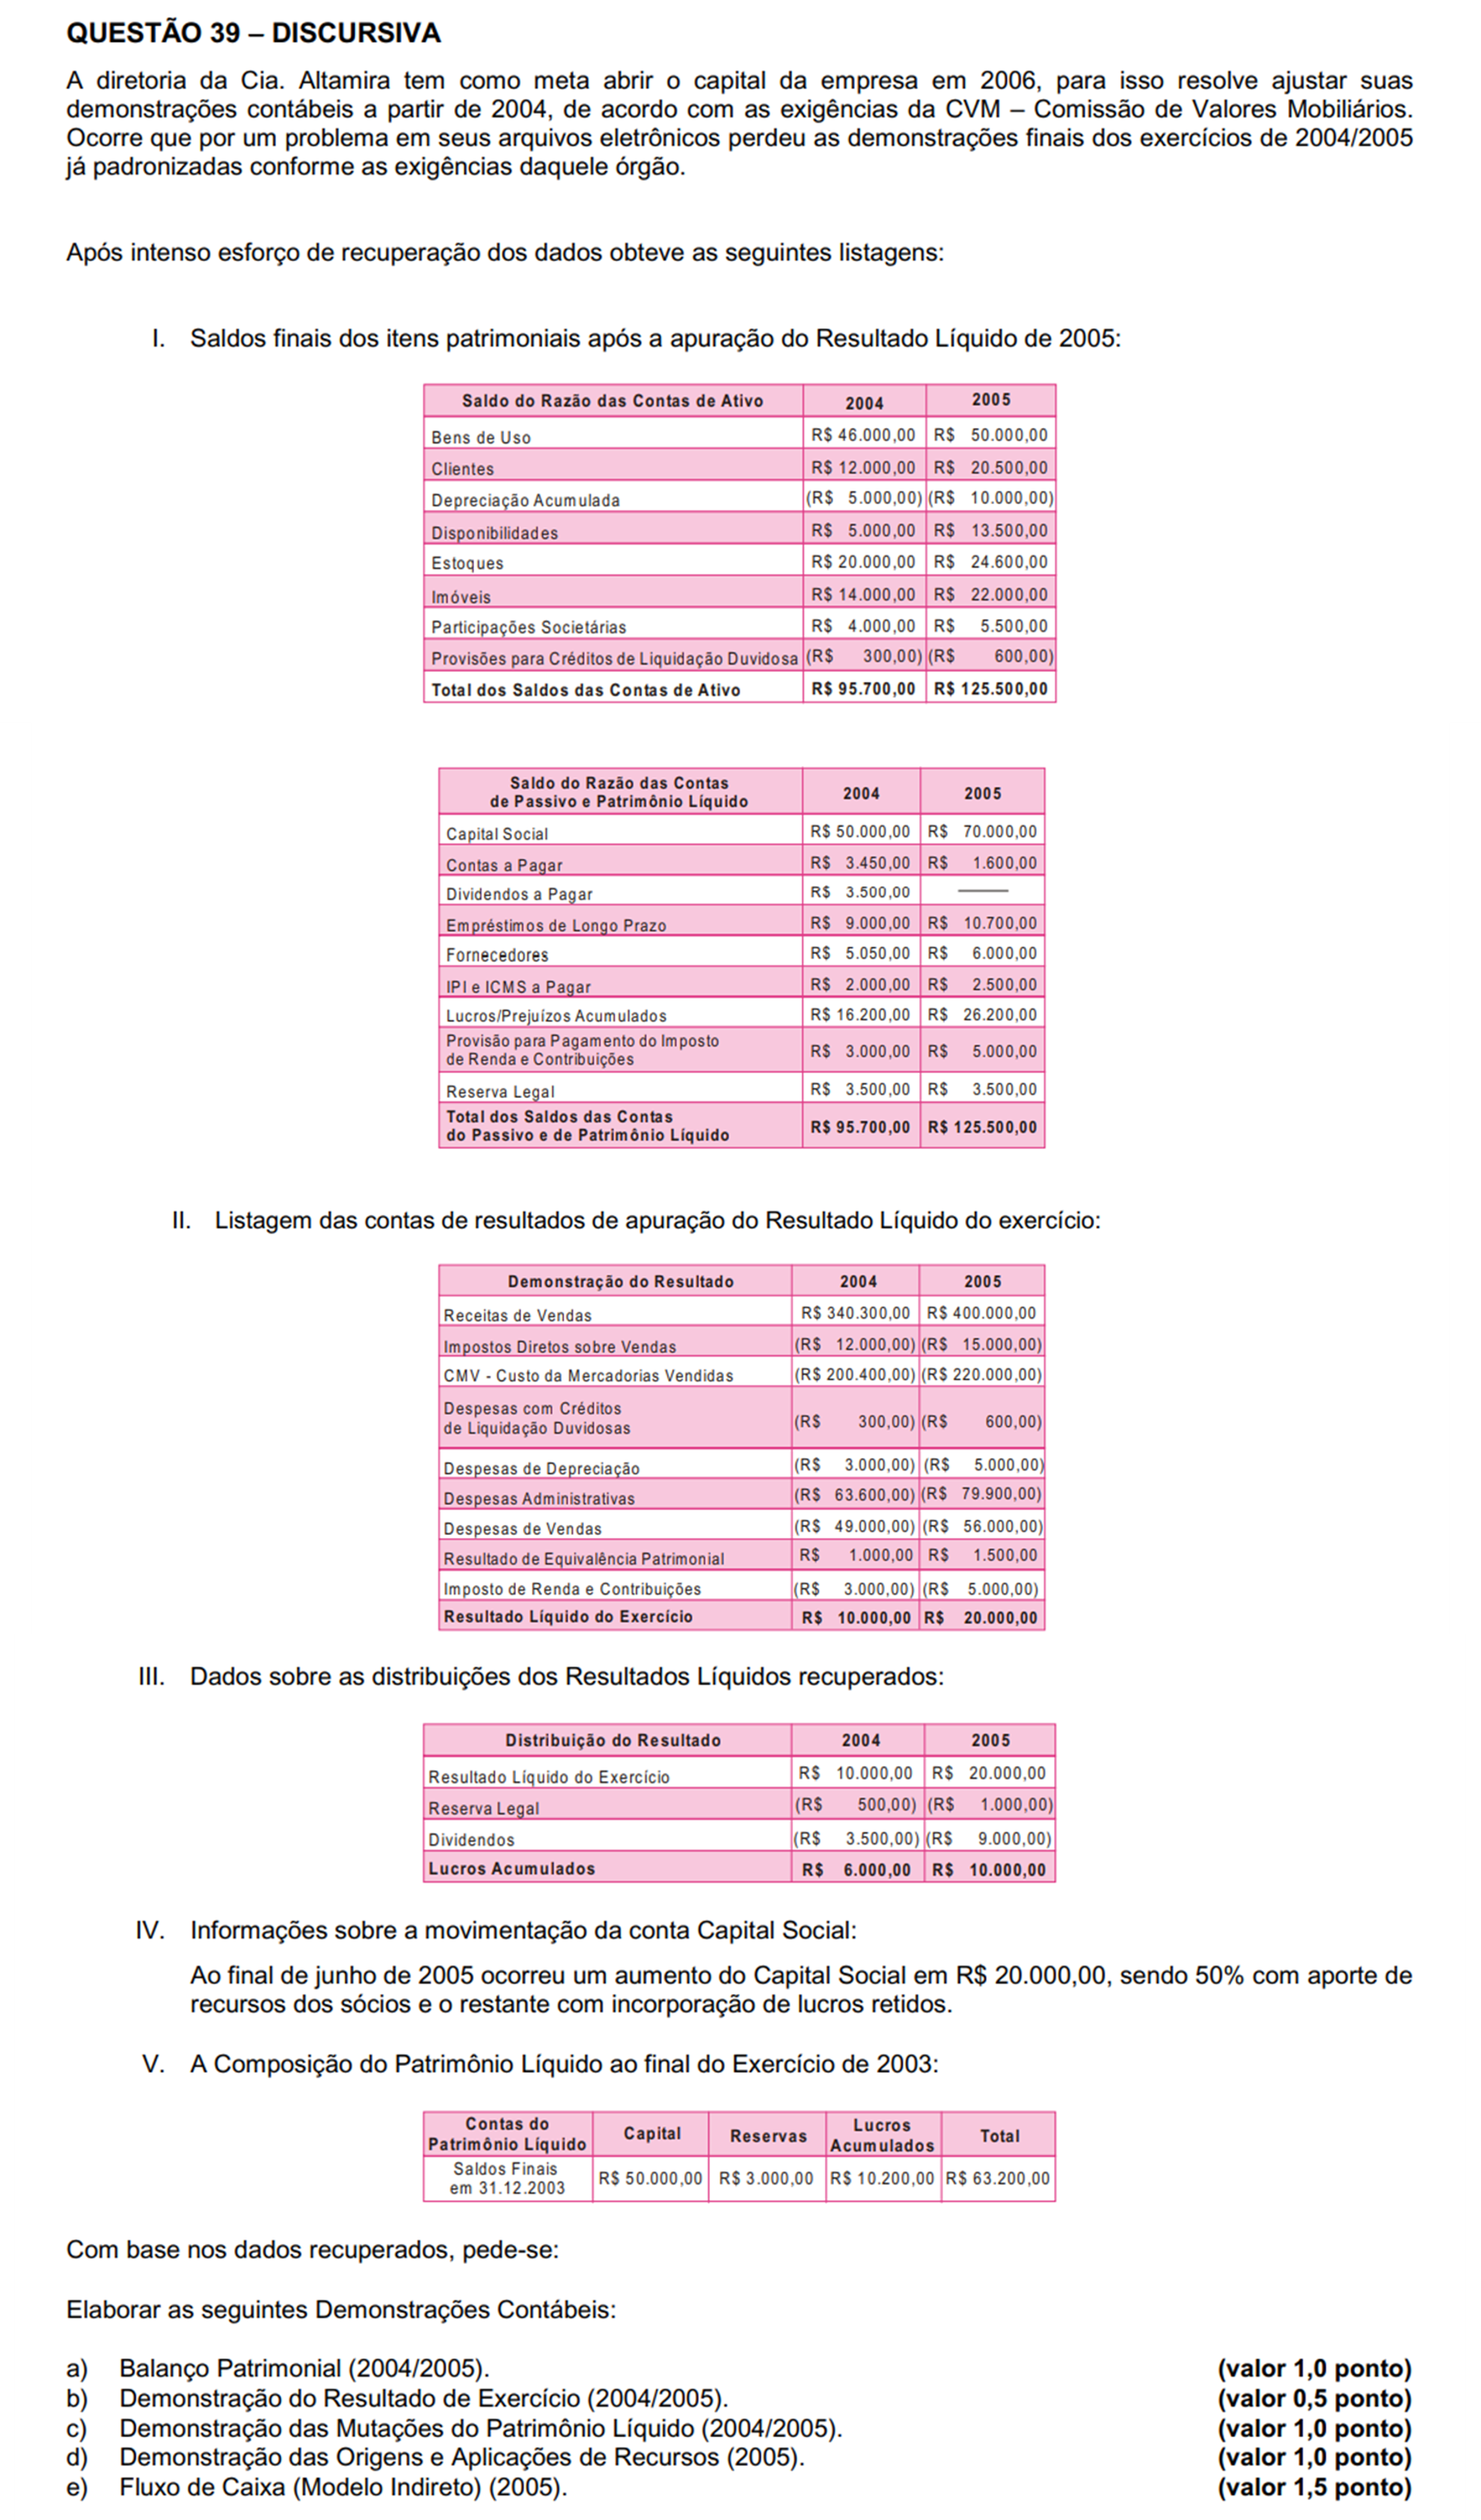 QUESTÃO 39 – DISCURSIVA
A diretoria da Cia. Altamira tem como meta abrir o capital da empresa em 2006, para isso resolve ajustar suas
demonstrações contábeis a partir de 2004, de acordo com as exigências da CVM – Comissão de Valores Mobiliários.
Ocorre que por um problema em seus arquivos eletrônicos perdeu as demonstrações finais dos exercícios de 2004/2005
já padronizadas conforme as exigências daquele órgão.
Após intenso esforço de recuperação dos dados obteve as seguintes listagens:
I. Saldos finais dos itens patrimoniais após a apuração do Resultado Líquido de 2005:
Saldo do Razão das Contas de Ativo 2004 2005
Bens de Uso R$ 46.000,00 R$ 50.000,00
Clientes R$ 12.000,00 R$ 20.500,00
Depreciação Acumulada (R$ 5.000,00) (R$ 10.000,00)
Disponibilidades R$ 5.000,00 R$ 13.500,00
Estoques R$ 20.000,00 R$ 24.600,00
Imóveis R$ 14.000,00 R$ 22.000,00
Participações Societárias R$ 4.000,00 R$ 5.500,00
Provisões para Créditos de Liquidação Duvidosa (R$ 300,00) (R$ 600,00)
Total dos Saldos das Contas de Ativo R$ 95.700,00 R$ 125.500,00
Saldo do Razão das Contas
de Passivo e Patrimônio Líquido 2004 2005
Capital Social R$ 50.000,00 R$ 70.000,00
Contas a Pagar R$ 3.450,00 R$ 1.600,00
Dividendos a Pagar R$ 3.500,00 ———
Empréstimos de Longo Prazo R$ 9.000,00 R$ 10.700,00
Fornecedores R$ 5.050,00 R$ 6.000,00
IPI e ICMS a Pagar R$ 2.000,00 R$ 2.500,00
Lucros/Prejuízos Acumulados R$ 16.200,00 R$ 26.200,00
Provisão para Pagamento do Imposto
de Renda e Contribuições R$ 3.000,00 R$ 5.000,00
Reserva Legal R$ 3.500,00 R$ 3.500,00
Total dos Saldos das Contas
do Passivo e de Patrimônio Líquido R$ 95.700,00 R$ 125.500,00
II. Listagem das contas de resultados de apuração do Resultado Líquido do exercício:
Demonstração do Resultado 2004 2005
Receitas de Vendas R$ 340.300,00 R$ 400.000,00
Impostos Diretos sobre Vendas (R$ 12.000,00) (R$ 15.000,00)
CMV - Custo da Mercadorias Vendidas (R$ 200.400,00) (R$ 220.000,00)
Despesas com Créditos
de Liquidação Duvidosas (R$ 300,00) (R$ 600,00)
Despesas de Depreciação (R$ 3.000,00) (R$ 5.000,00)
Despesas Administrativas (R$ 63.600,00) (R$ 79.900,00)
Despesas de Vendas (R$ 49.000,00) (R$ 56.000,00)
Resultado de Equivalência Patrimonial R$ 1.000,00 R$ 1.500,00
Imposto de Renda e Contribuições (R$ 3.000,00) (R$ 5.000,00)
Resultado Líquido do Exercício R$ 10.000,00 R$ 20.000,00
III. Dados sobre as distribuições dos Resultados Líquidos recuperados:
Distribuição do Resultado 2004 2005
Resultado Líquido do Exercício R$ 10.000,00 R$ 20.000,00
Reserva Legal (R$ 500,00) (R$ 1.000,00)
Dividendos (R$ 3.500,00) (R$ 9.000,00)
Lucros Acumulados R$ 6.000,00 R$ 10.000,00
IV. Informações sobre a movimentação da conta Capital Social:
Ao final de junho de 2005 ocorreu um aumento do Capital Social em R$ 20.000,00, sendo 50% com aporte de
recursos dos sócios e o restante com incorporação de lucros retidos.
V. A Composição do Patrimônio Líquido ao final do Exercício de 2003:
Contas do
Patrimônio Líquido Capital Reservas Lucros
Acumulados Total
Saldos Finais
em 31.12.2003 R$ 50.000,00 R$ 3.000,00 R$ 10.200,00 R$ 63.200,00
Com base nos dados recuperados, pede-se:
Elaborar as seguintes Demonstrações Contábeis:
a) Balanço Patrimonial (2004/2005). (valor 1,0 ponto)
b) Demonstração do Resultado de Exercício (2004/2005). (valor 0,5 ponto)
c) Demonstração das Mutações do Patrimônio Líquido (2004/2005). (valor 1,0 ponto)
d) Demonstração das Origens e Aplicações de Recursos (2005). (valor 1,0 ponto)
e) Fluxo de Caixa (Modelo Indireto) (2005). (valor 1,5 ponto)